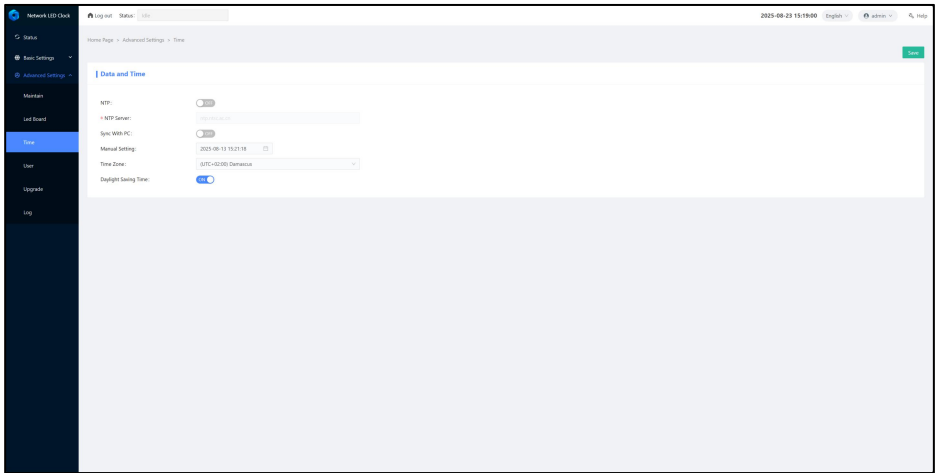 Network LED Clock
Log out Status: Idle
2025-08-23 15:19:00 English admin Help
Status
Basic Settings
Advanced Settings
Maintain
Led Board
Time
User
Upgrade
Log
Home Page > Advanced Settings > Time
Save
Data and Time
NTP: OFF
* NTP Server:
Sync With PC: OFF
Manual Setting: 2025-08-13 15:21:18
Time Zone: (UTC+02:00) Damascus
Daylight Saving Time: ON